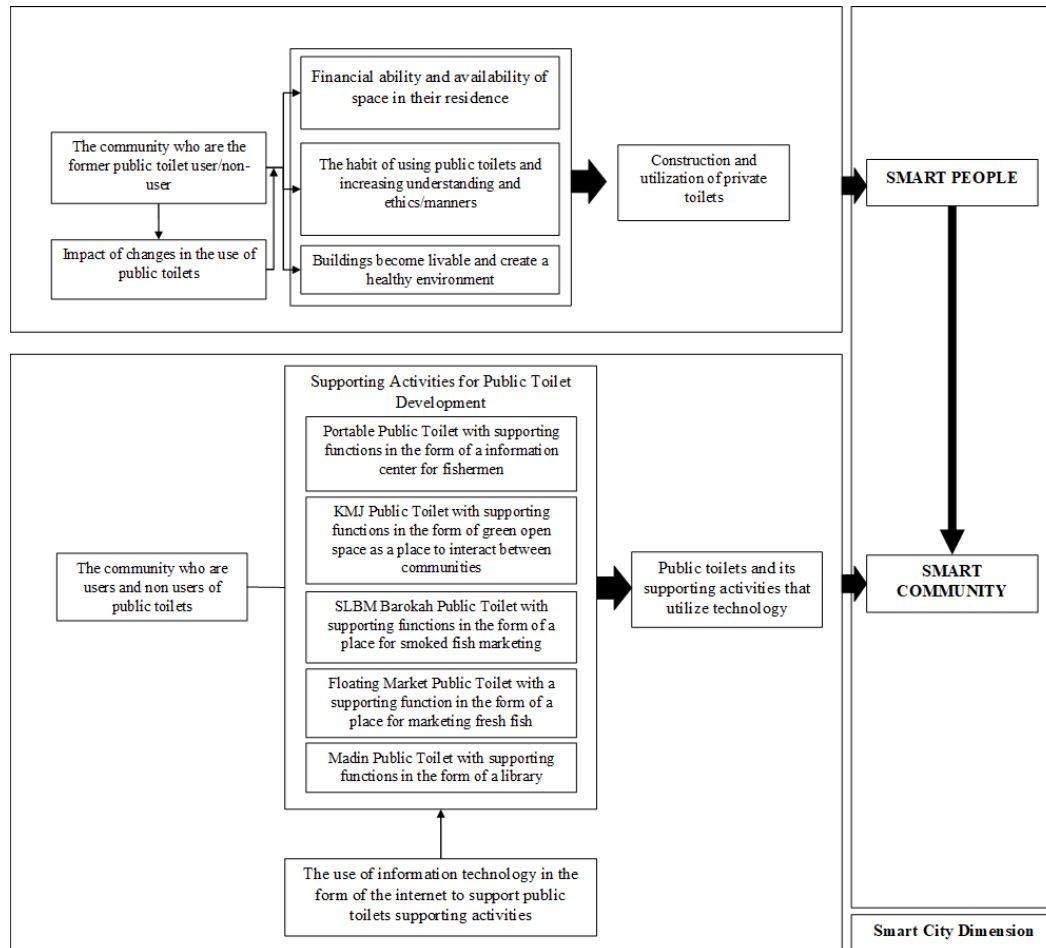 Financial ability and availability of
space in their residence
The community who are the
former public toilet user/non-
user
The habit of using public toilets and
increasing understanding and
ethics/manners
Construction and
utilization of private
toilets
SMART PEOPLE
Impact of changes in the use of
public toilets
Buildings become livable and create a
healthy environment
Supporting Activities for Public Toilet
Development
Portable Public Toilet with supporting
functions in the form of a information
center for fishermen
KMJ Public Toilet with supporting
functions in the form of green open
space as a place to interact between
communities
The community who are
users and non users of
public toilets
SLBM Barokah Public Toilet with
supporting functions in the form of a
place for smoked fish marketing
Public toilets and its
supporting activities that
utilize technology
SMART
COMMUNITY
Floating Market Public Toilet with a
supporting function in the form of a
place for marketing fresh fish
Madin Public Toilet with supporting
functions in the form of a library
The use of information technology in the
form of the internet to support public
toilets supporting activities
Smart City Dimension